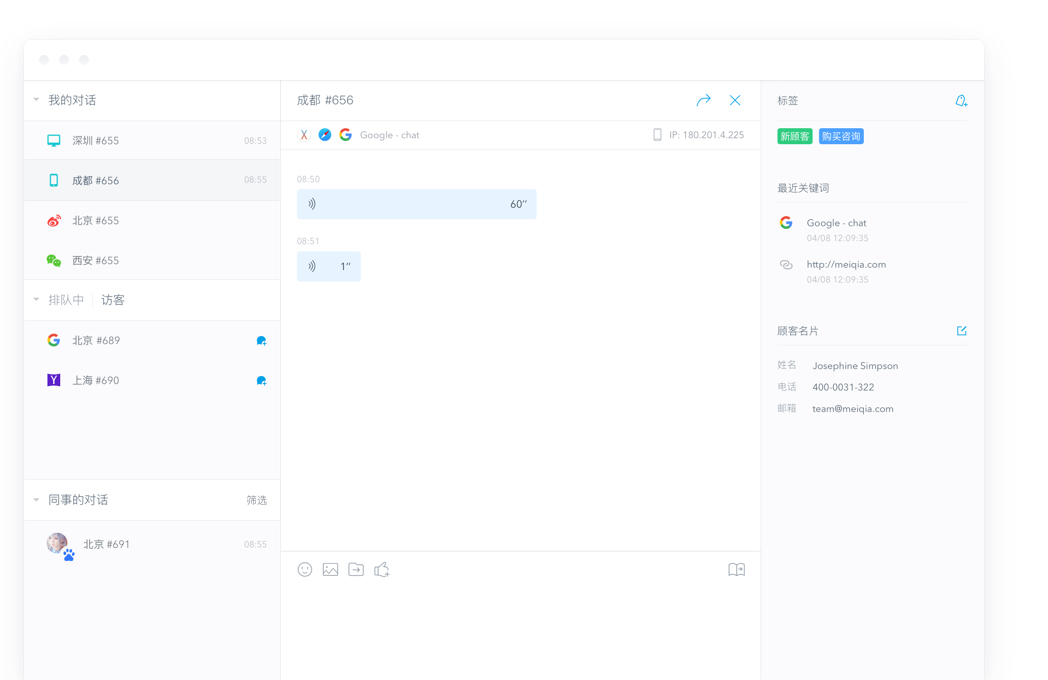 我的对话
深圳 #655
08:53
成都 #656
08:55
北京 #655
西安 #655
排队中 访客
北京 #689
上海 #690
同事的对话
筛选
北京 #691
08:55
成都 #656
Google - chat
IP: 180.201.4.225
08:50
60’’
08:51
1’’
标签
新顾客 购买咨询
最近关键词
Google - chat
04/08 12:09:35
http://meiqia.com
04/08 12:09:35
顾客名片
姓名 Josephine Simpson
电话 400-0031-322
邮箱 team@meiqia.com